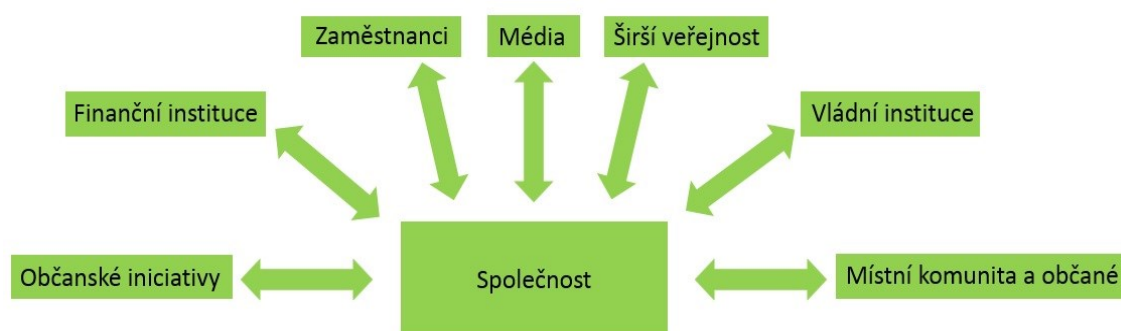 Zaměstnanci
Média
Širší veřejnost
Finanční instituce
Vládní instituce
Občanské iniciativy
Společnost
Místní komunita a občané